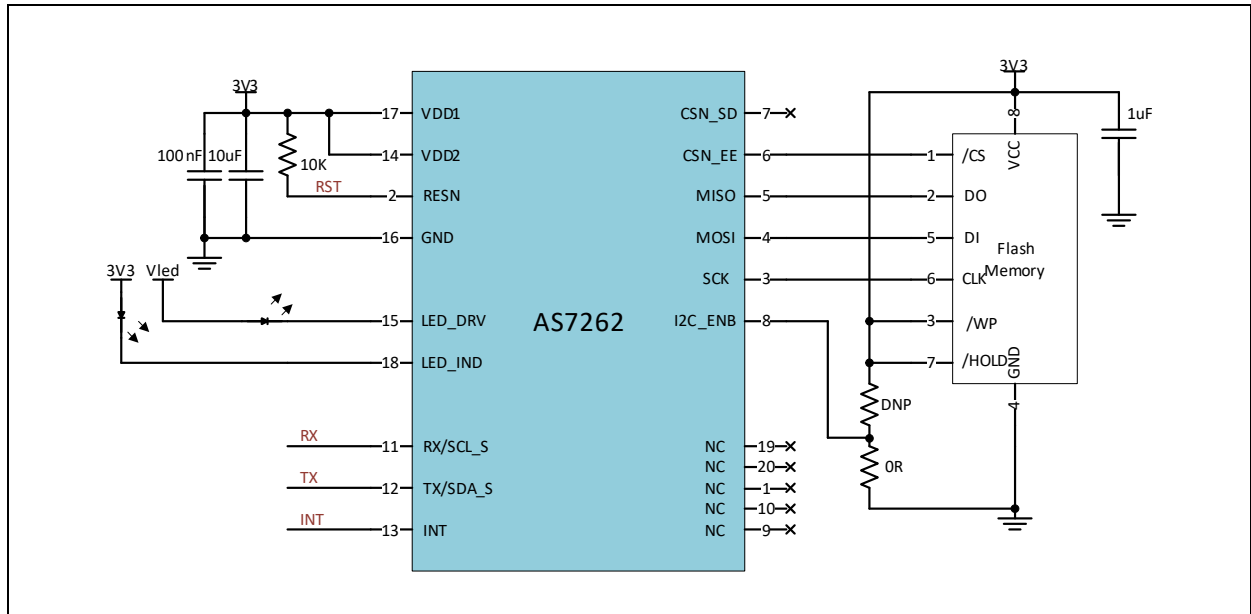 3V3
3V3
17 VDD1
CSN_SD 7
1uF
8
VCC
100nF 10uF
10K
14 VDD2
CSN_EE 6
1 /CS
RST
2 RESN
MISO 5
2 DO
16 GND
MOSI 4
5 DI
Flash
Memory
3V3 Vled
SCK 3
6 CLK
15 LED_DRV
AS7262
I2C_ENB 8
3 /WP
18 LED_IND
7 /HOLD
GND
4
DNP
RX
11 RX/SCL_S
NC 19
NC 20
0R
TX
12 TX/SDA_S
NC 1
NC 10
INT
13 INT
NC 9